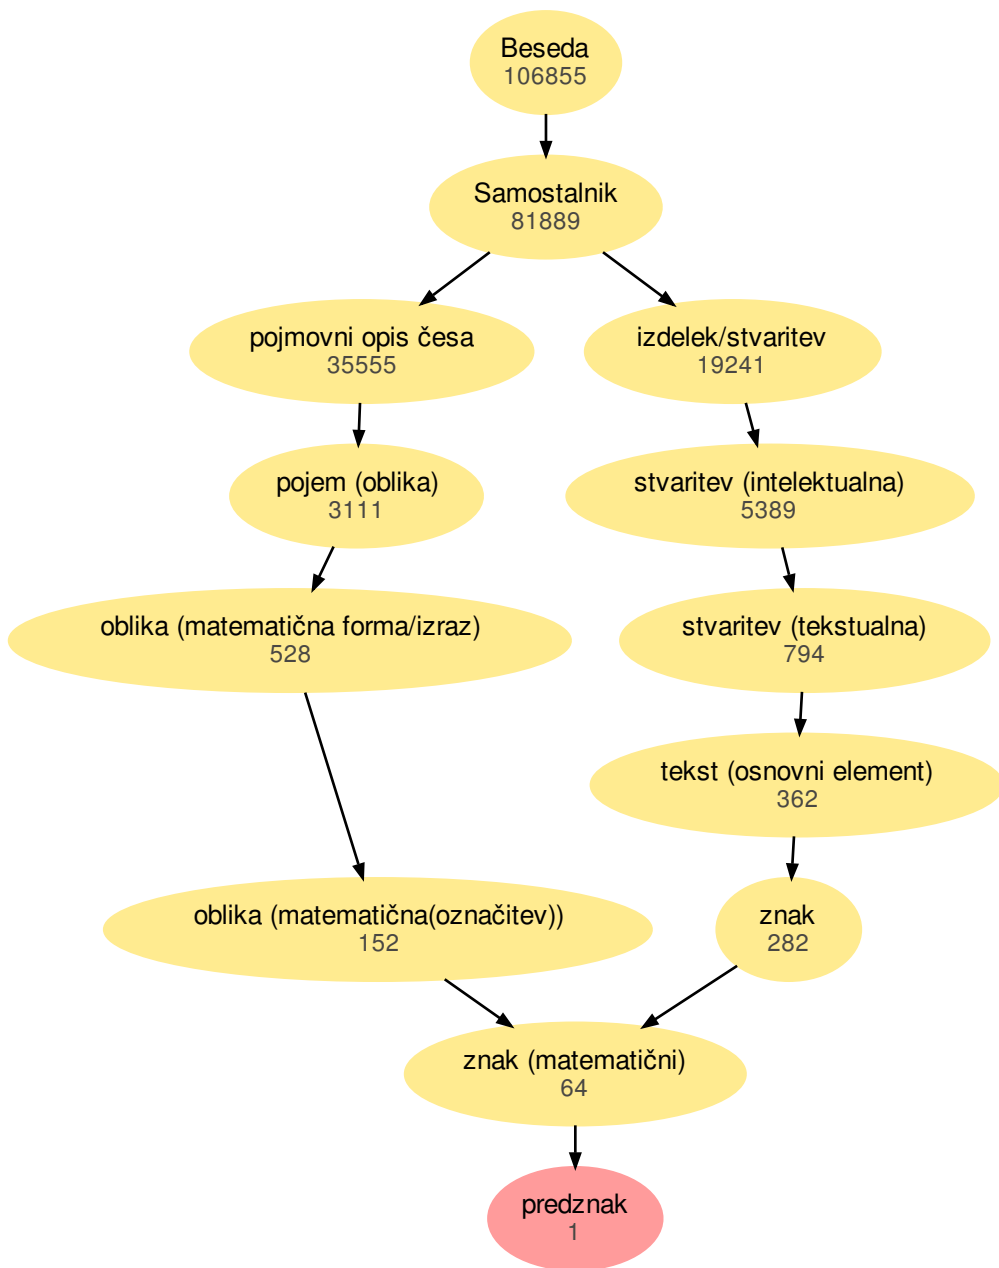 Beseda
106855
Samostalnik
81889
pojmovni opis česa
35555
izdelek/stvaritev
19241
pojem (oblika)
3111
stvaritev (intelektualna)
5389
oblika (matematična forma/izraz)
528
stvaritev (tekstualna)
794
tekst (osnovni element)
362
oblika (matematična(označitev))
152
znak
282
znak (matematični)
64
predznak
1